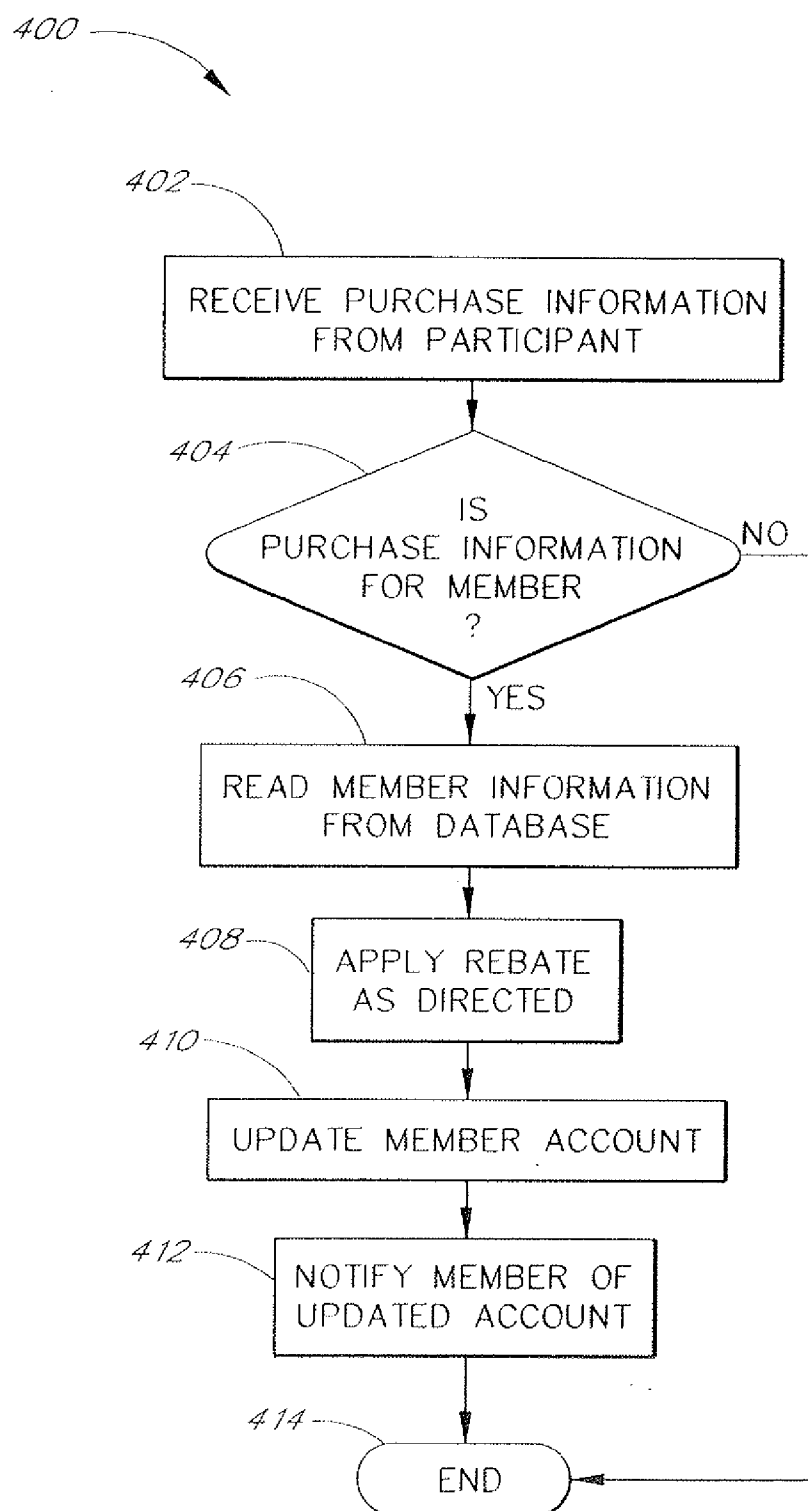 400
402
RECEIVE PURCHASE INFORMATION
FROM PARTICIPANT
404
IS
PURCHASE INFORMATION
FOR MEMBER
?
NO
YES
406
READ MEMBER INFORMATION
FROM DATABASE
408
APPLY REBATE
AS DIRECTED
410
UPDATE MEMBER ACCOUNT
412
NOTIFY MEMBER OF
UPDATED ACCOUNT
414
END